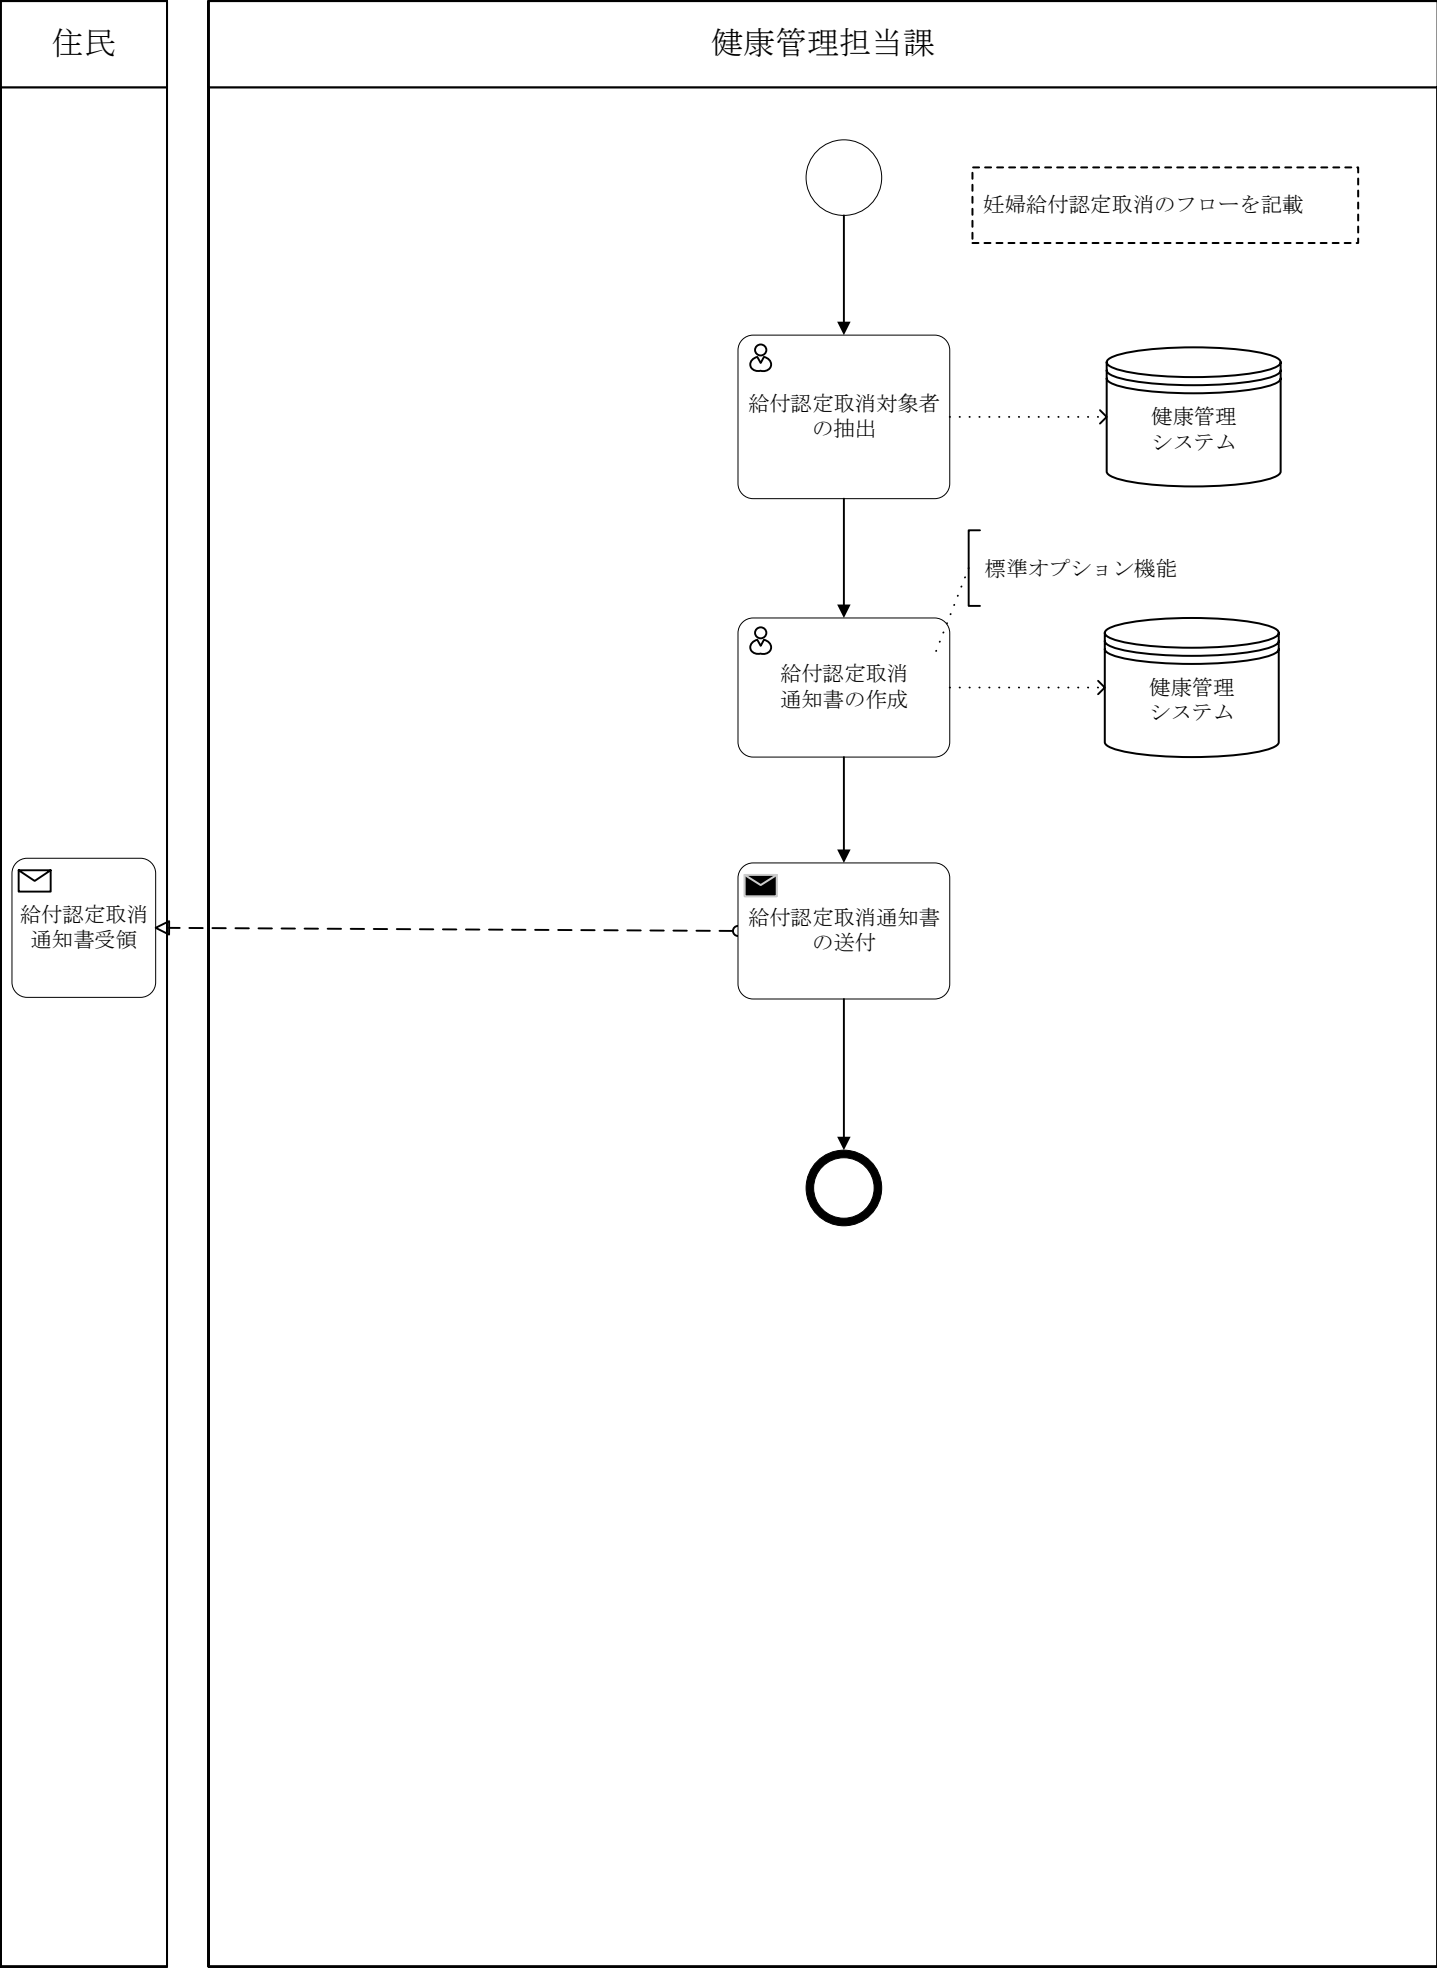 住民
健康管理担当課
妊婦給付認定取消のフローを記載
給付認定取消対象者
の抽出
健康管理
システム
標準オプション機能
給付認定取消
通知書の作成
健康管理
システム
給付認定取消
通知書受領
給付認定取消通知書
の送付